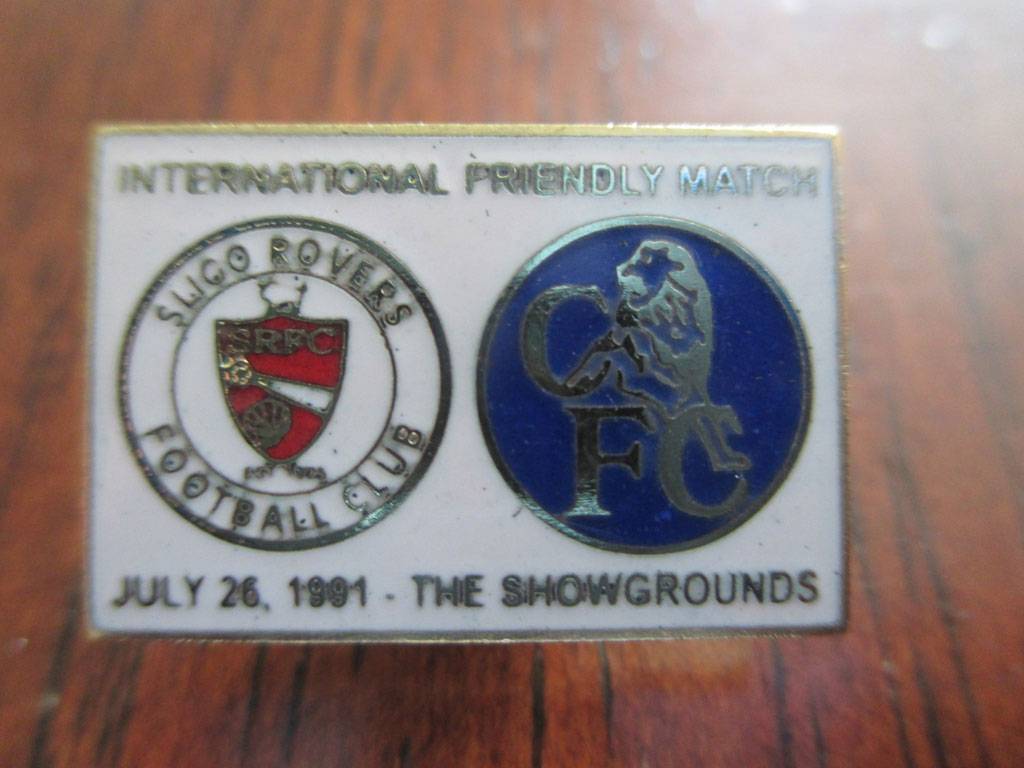 INTERNATIONAL FRIENDLY MATCH
SLIGO ROVERS
SRFC
FOOTBALL CLUB
CFC
JULY 26, 1991 - THE SHOWGROUNDS